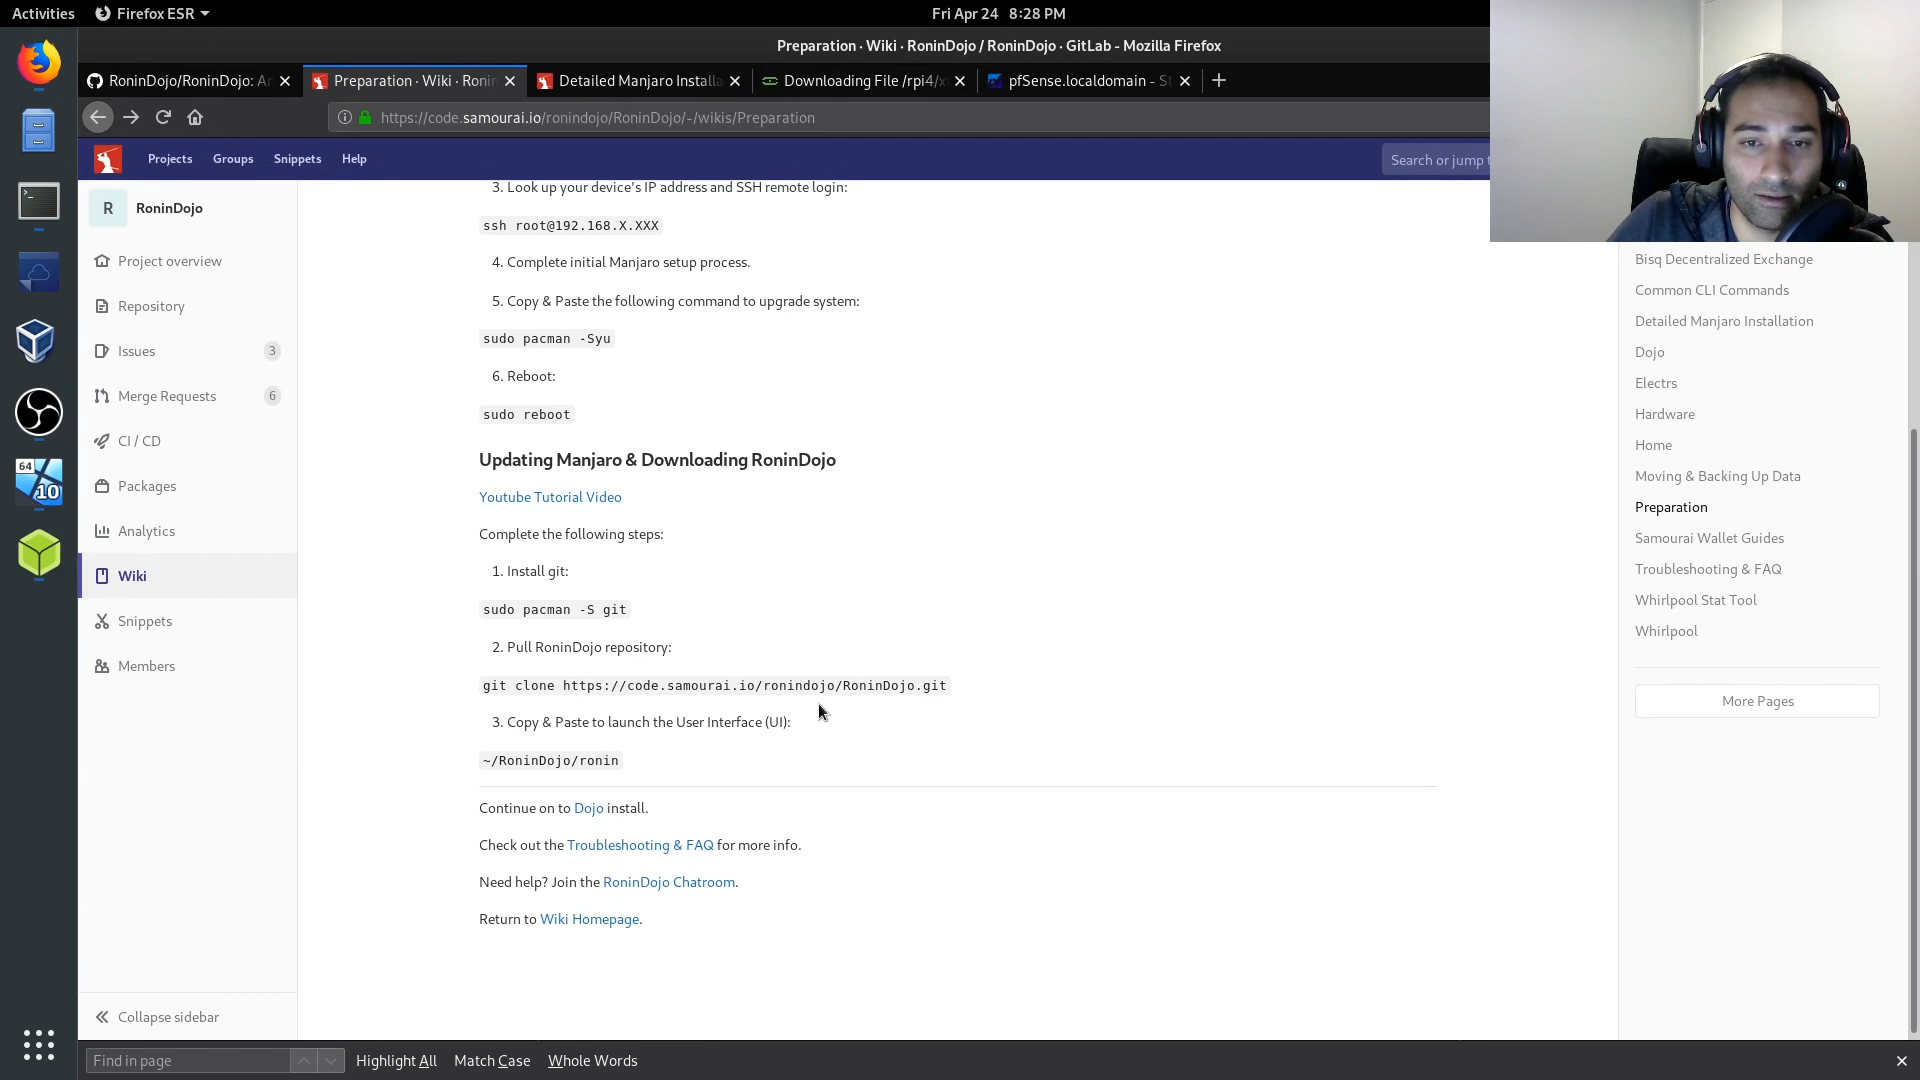 Activities
Firefox ESR
Fri Apr 24 8:28 PM
Preparation · Wiki · RoninDojo / RoninDojo · GitLab - Mozilla Firefox
RoninDojo/RoninDojo: Ar
Preparation · Wiki · Ronin
Detailed Manjaro Installa
Downloading File /rpi4/x
pfSense.localdomain - St
https://code.samourai.io/ronindojo/RoninDojo/-/wikis/Preparation
Projects
Groups
Snippets
Help
Search or jump t
R
RoninDojo
Project overview
Repository
Issues 3
Merge Requests 6
CI / CD
Packages
Analytics
Wiki
Snippets
Members
Collapse sidebar
64
10
3. Look up your device's IP address and SSH remote login:
ssh root@192.168.X.XXX
4. Complete initial Manjaro setup process.
5. Copy & Paste the following command to upgrade system:
sudo pacman -Syu
6. Reboot:
sudo reboot
Updating Manjaro & Downloading RoninDojo
Youtube Tutorial Video
Complete the following steps:
1. Install git:
sudo pacman -S git
2. Pull RoninDojo repository:
git clone https://code.samourai.io/ronindojo/RoninDojo.git
3. Copy & Paste to launch the User Interface (UI):
~/RoninDojo/ronin
Continue on to Dojo install.
Check out the Troubleshooting & FAQ for more info.
Need help? Join the RoninDojo Chatroom.
Return to Wiki Homepage.
Bisq Decentralized Exchange
Common CLI Commands
Detailed Manjaro Installation
Dojo
Electrs
Hardware
Home
Moving & Backing Up Data
Preparation
Samourai Wallet Guides
Troubleshooting & FAQ
Whirlpool Stat Tool
Whirlpool
More Pages
Find in page
Highlight All
Match Case
Whole Words